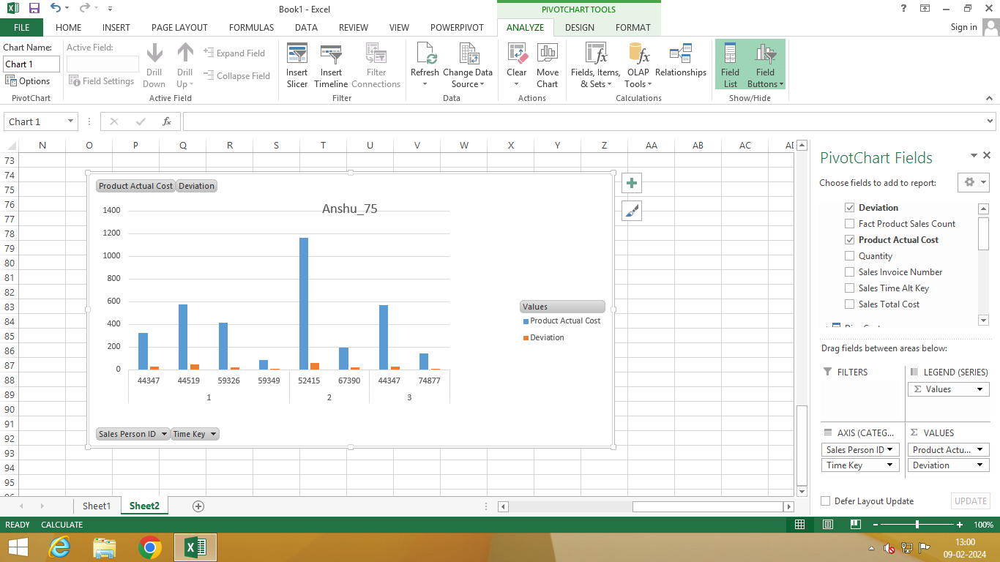 Book1 - Excel
PIVOTCHART TOOLS
?
Sign in
FILE HOME INSERT PAGE LAYOUT FORMULAS DATA REVIEW VIEW POWERPIVOT ANALYZE DESIGN FORMAT
Chart Name:
Chart 1
Options
PivotChart
Active Field:
Field Settings
Drill Down
Drill Up
Expand Field
Collapse Field
Active Field
Insert Slicer
Insert Timeline
Filter Connections
Filter
Refresh
Change Data Source
Data
Clear
Move Chart
Actions
Fields, Items, & Sets
OLAP Tools
Relationships
Calculations
Field List
Field Buttons
Show/Hide
Chart 1
fx
N O P Q R S T U V W X Y Z AA AB AC
73
74
75
76
77
78
79
80
81
82
83
84
85
86
87
88
89
90
91
92
93
94
95
Product Actual Cost Deviation
Anshu_75
1400
1200
1000
800
600
400
200
0
44347 44519 59326 59349 52415 67390 44347 74877
1 2 3
Values
Product Actual Cost
Deviation
Sales Person ID Time Key
PivotChart Fields
Choose fields to add to report:
Deviation
Fact Product Sales Count
Product Actual Cost
Quantity
Sales Invoice Number
Sales Time Alt Key
Sales Total Cost
Drag fields between areas below:
FILTERS
LEGEND (SERIES)
Σ Values
AXIS (CATEG...
Sales Person ID
Time Key
Σ VALUES
Product Actu...
Deviation
Defer Layout Update
UPDATE
Sheet1 Sheet2
READY CALCULATE
100%
13:00
09-02-2024